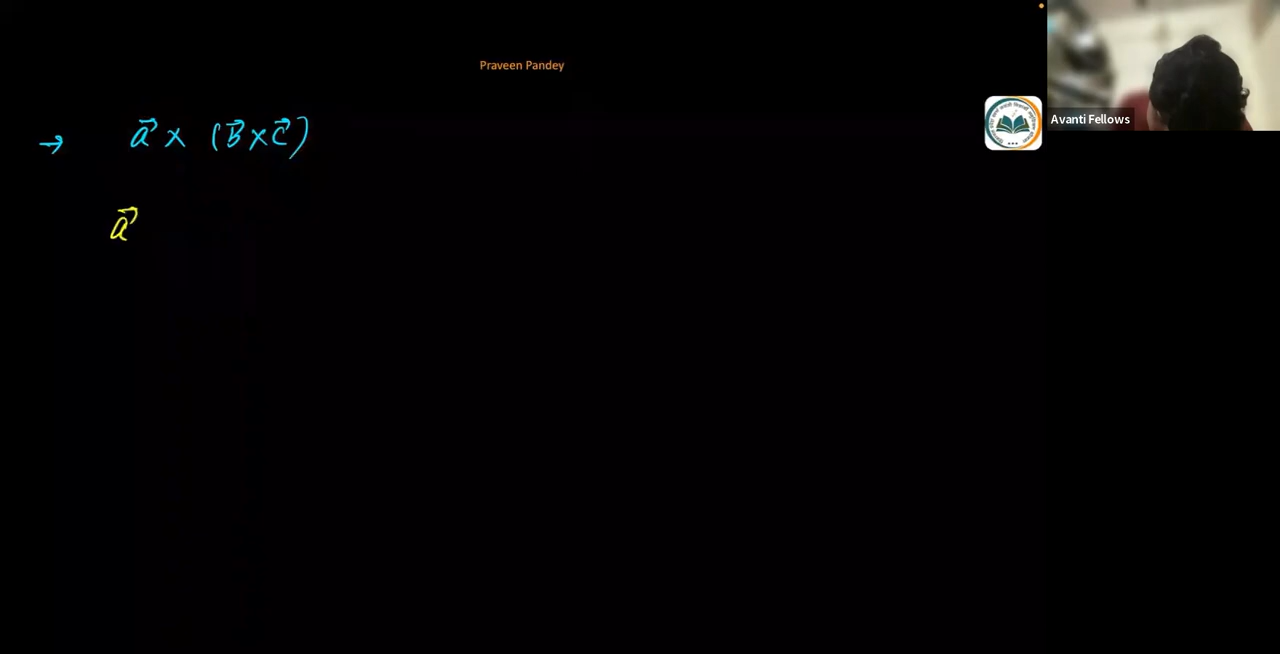 Praveen Pandey
Avanti Fellows
→ a⃗ × (B⃗ × C⃗)
a⃗